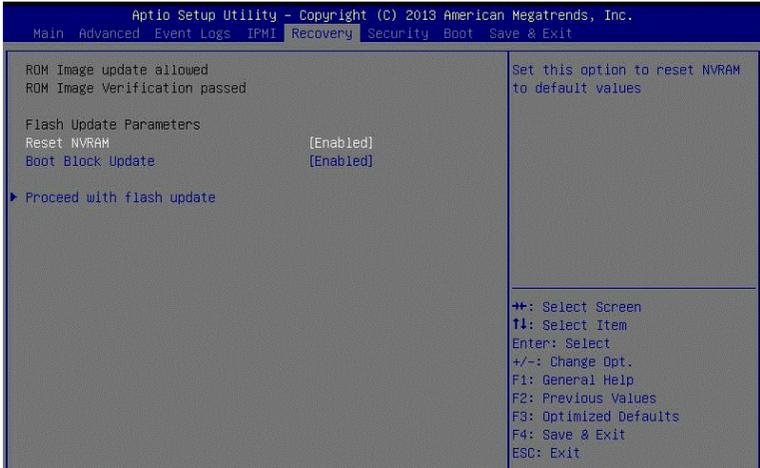 Aptio Setup Utility – Copyright (C) 2013 American Megatrends, Inc.
Main Advanced Event Logs IPMI Recovery Security Boot Save & Exit
ROM Image update allowed
ROM Image Verification passed
Flash Update Parameters
Reset NVRAM [Enabled]
Boot Block Update [Enabled]
Proceed with flash update
Set this option to reset NVRAM
to default values
→←: Select Screen
↑↓: Select Item
Enter: Select
+/-: Change Opt.
F1: General Help
F2: Previous Values
F3: Optimized Defaults
F4: Save & Exit
ESC: Exit